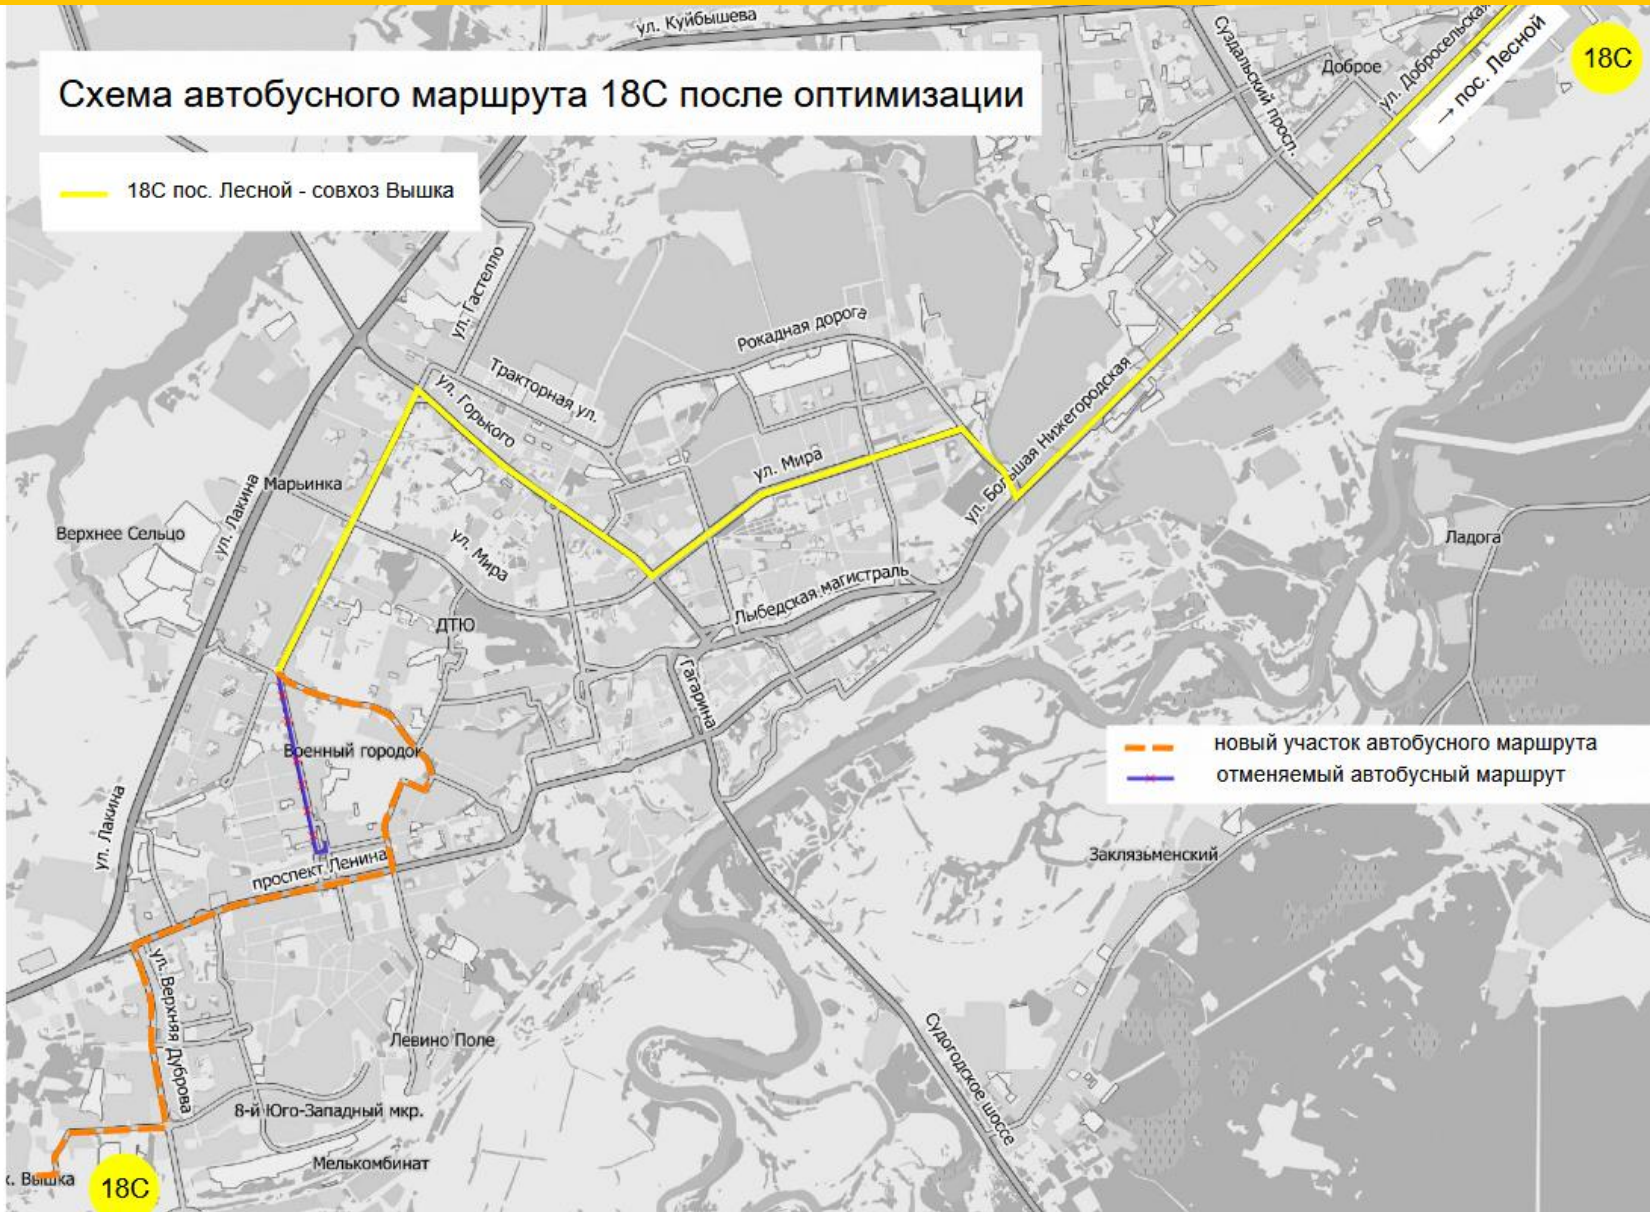 ул. Куйбышева
Суздальский просп.
Доброе
ул. Добросельская
→ пос. Лесной
18С
Схема автобусного маршрута 18С после оптимизации
18С пос. Лесной - совхоз Вышка
ул. Гастелло
Рокадная дорога
Тракторная ул.
ул. Горького
ул. Большая Нижегородская
ул. Мира
Марьинка
ул. Лакина
Верхнее Сельцо
ул. Мира
Ладога
Лыбедская магистраль
ДТЮ
Гагарина
Военный городок
новый участок автобусного маршрута
отменяемый автобусный маршрут
ул. Лакина
проспект Ленина
Заклязьменский
ул. Верхняя Дуброва
Левино Поле
Судогодское шоссе
8-й Юго-Западный мкр.
Мелькомбинат
х. Вышка
18С